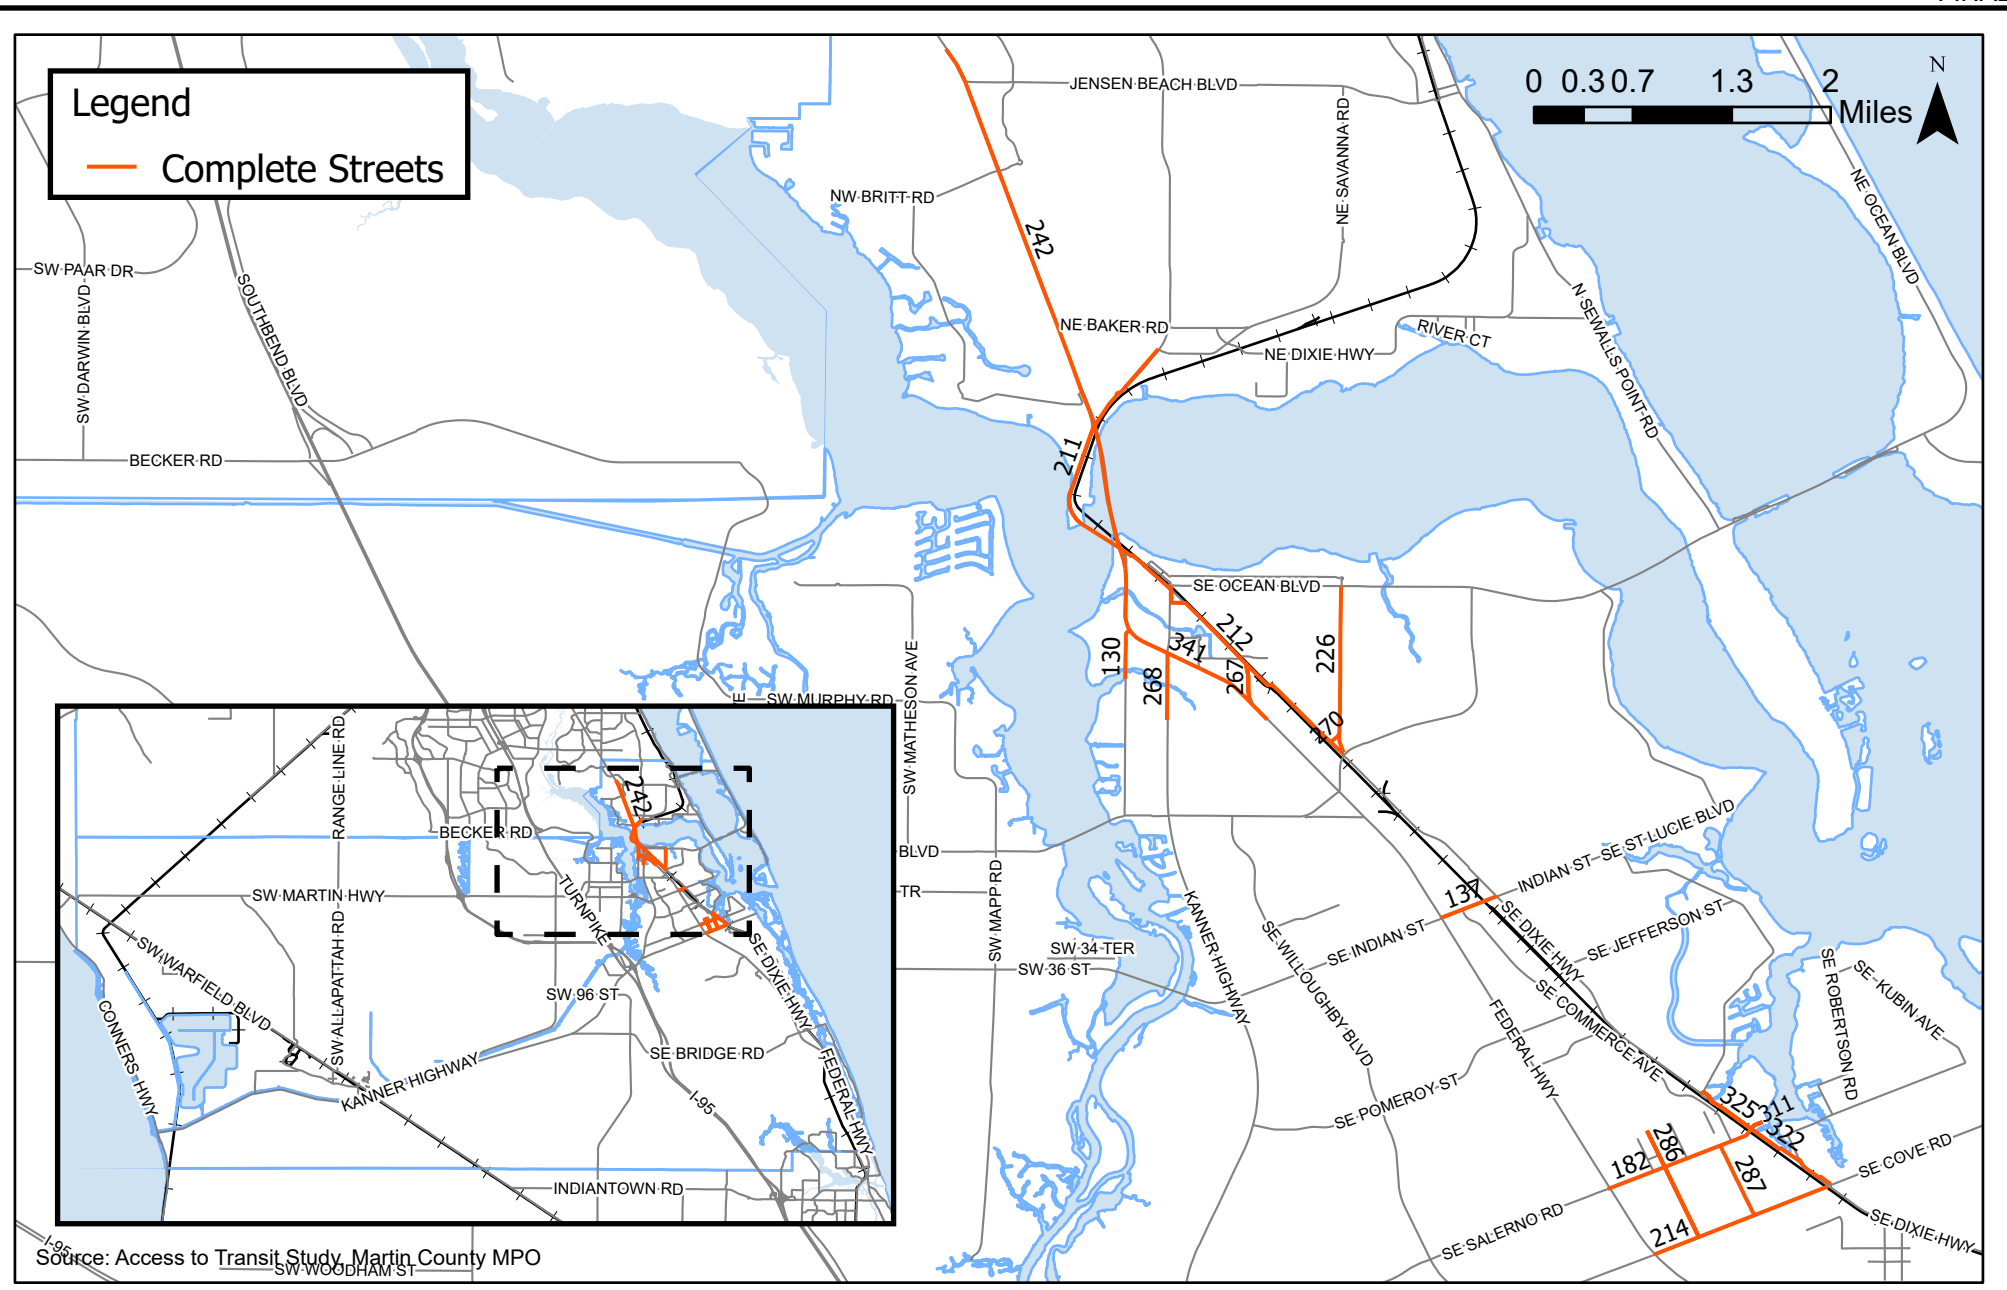 Legend
Complete Streets
0 0.3 0.7 1.3 2
Miles
N
JENSEN BEACH BLVD
NE SAVANNA RD
NE OCEAN BLVD
NW BRITT RD
242
SW PAAR DR
SW DARWIN BLVD
SOUTHBEND BLVD
N SEWALLS POINT RD
NE BAKER RD
RIVER CT
NE DIXIE HWY
BECKER RD
211
SE OCEAN BLVD
212
341
130
268
267
226
70
SW MATHESON AVE
SW MURPHY RD
E
BLVD
TR
SW MAPP RD
INDIAN ST
SE ST LUCIE BLVD
137
SE DIXIE HWY
SE JEFFERSON ST
SE INDIAN ST
KANNER HIGHWAY
SE WILLOUGHBY BLVD
SW 34 TER
SW 36 ST
SE COMMERCE AVE
FEDERAL HWY
SE ROBERTSON RD
SE KUBIN AVE
SE POMEROY ST
325
311
322
286
182
287
214
SE COVE RD
SE SALERNO RD
SE DIXIE HWY
RANGE LINE RD
242
BECKER RD
SW MARTIN HWY
TURNPIKE
SW WARFIELD BLVD
SW ALLAPATTAH RD
SE DIXIE HWY
SW 96 ST
CONNERS HWY
KANNER HIGHWAY
SE BRIDGE RD
FEDERAL HWY
I-95
INDIANTOWN RD
I-95
Source: Access to Transit Study, Martin County MPO
SW WOODHAM ST